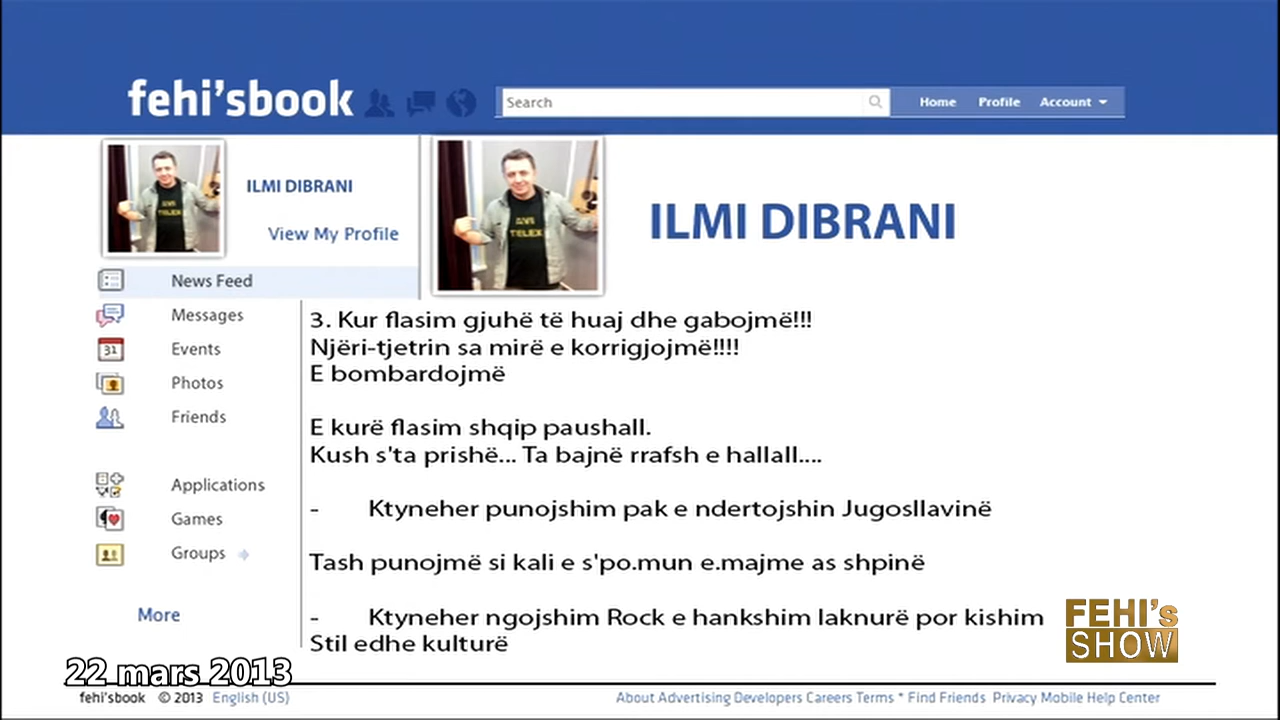 fehi'sbook
Search
Home Profile Account
ILMI DIBRANI
View My Profile
ILMI DIBRANI
News Feed
Messages
Events
Photos
Friends
Applications
Games
Groups
More
3. Kur flasim gjuhë të huaj dhe gabojmë!!!
Njëri-tjetrin sa mirë e korrigjojmë!!!!
E bombardojmë
E kurë flasim shqip paushall.
Kush s'ta prishë... Ta bajnë rrafsh e hallall....
- Ktyneher punojshim pak e ndertojshin Jugosllavinë
Tash punojmë si kali e s'po.mun e.majme as shpinë
- Ktyneher ngojshim Rock e hankshim laknurë por kishim
Stil edhe kulturë
FEHI's
SHOW
22 mars 2013
fehi'sbook © 2013 English (US)
About Advertising Developers Careers Terms * Find Friends Privacy Mobile Help Center